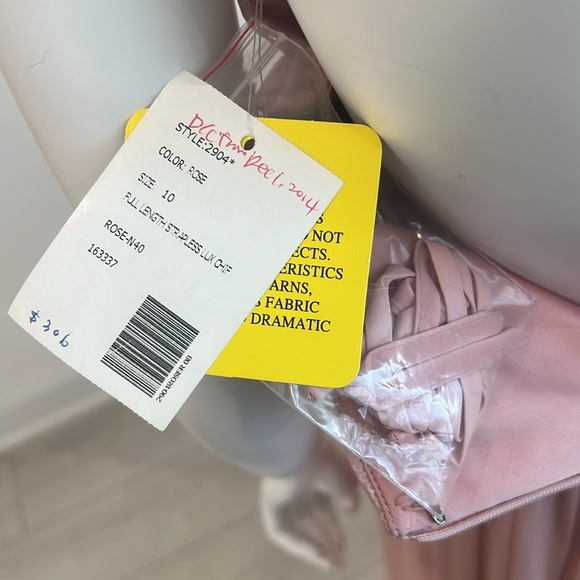 Dec 1, 2014
STYLE:2904*
COLOR: ROSE
SIZE 10
FULL LENGTH STRAPLESS LUX CHIF
ROSE-N40
163337
$306
NOT
ECTS.
ERISTICS
ARNS,
FABRIC
DRAMATIC